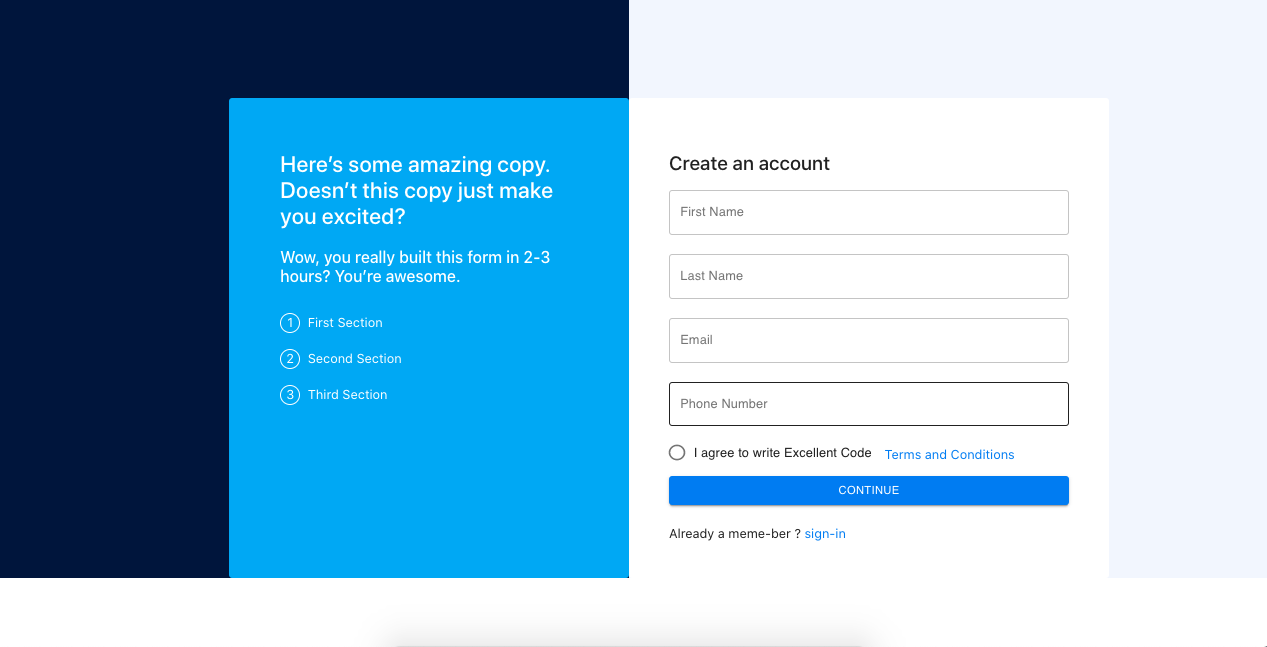 Here’s some amazing copy.
Doesn’t this copy just make
you excited?
Wow, you really built this form in 2-3
hours? You’re awesome.
1 First Section
2 Second Section
3 Third Section
Create an account
First Name
Last Name
Email
Phone Number
I agree to write Excellent Code Terms and Conditions
CONTINUE
Already a meme-ber ? sign-in